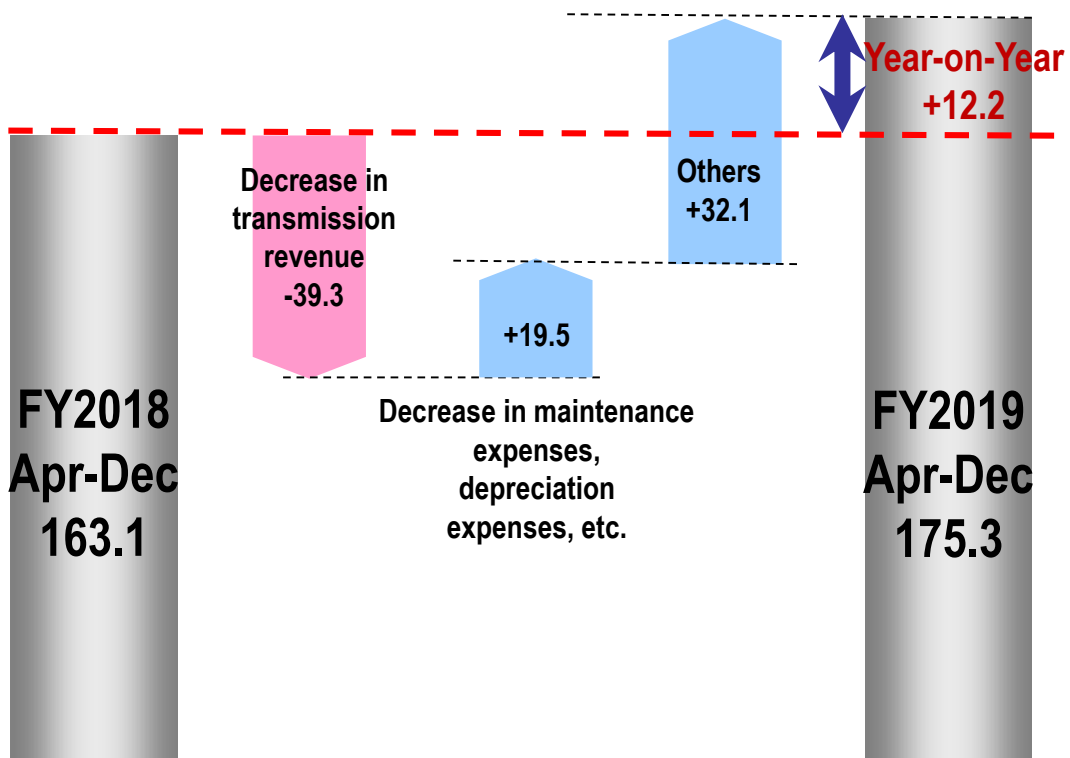 FY2018
Apr-Dec
163.1
Decrease in
transmission
revenue
-39.3
+19.5
Decrease in maintenance
expenses,
depreciation
expenses, etc.
Others
+32.1
Year-on-Year
+12.2
FY2019
Apr-Dec
175.3